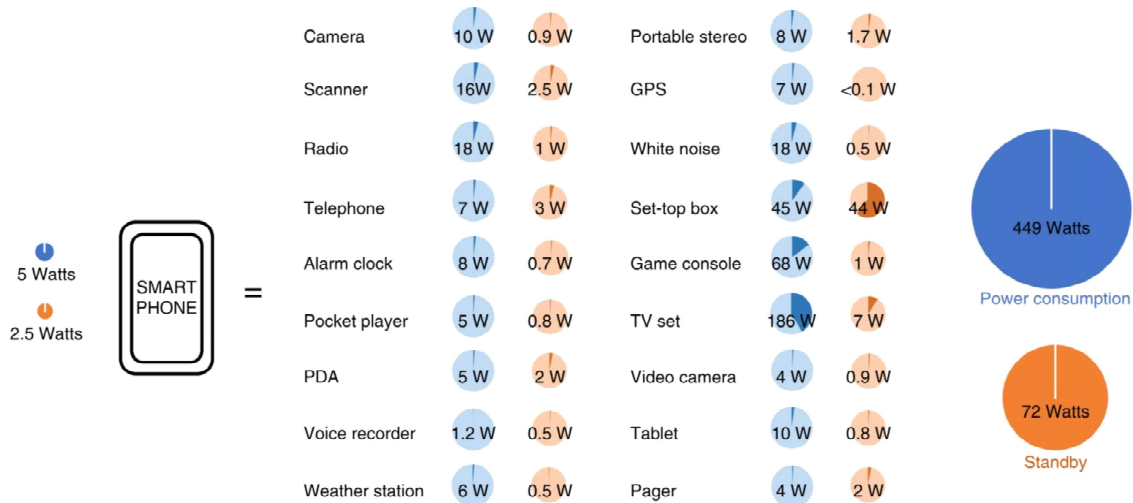 Camera 10 W 0.9 W Portable stereo 8 W 1.7 W
Scanner 16W 2.5 W GPS 7 W <0.1 W
Radio 18 W 1 W White noise 18 W 0.5 W
Telephone 7 W 3 W Set-top box 45 W 44 W
449 Watts
5 Watts
SMART
PHONE
=
Alarm clock 8 W 0.7 W Game console 68 W 1 W
Power consumption
2.5 Watts
Pocket player 5 W 0.8 W TV set 186 W 7 W
PDA 5 W 2 W Video camera 4 W 0.9 W
72 Watts
Voice recorder 1.2 W 0.5 W Tablet 10 W 0.8 W
Standby
Weather station 6 W 0.5 W Pager 4 W 2 W